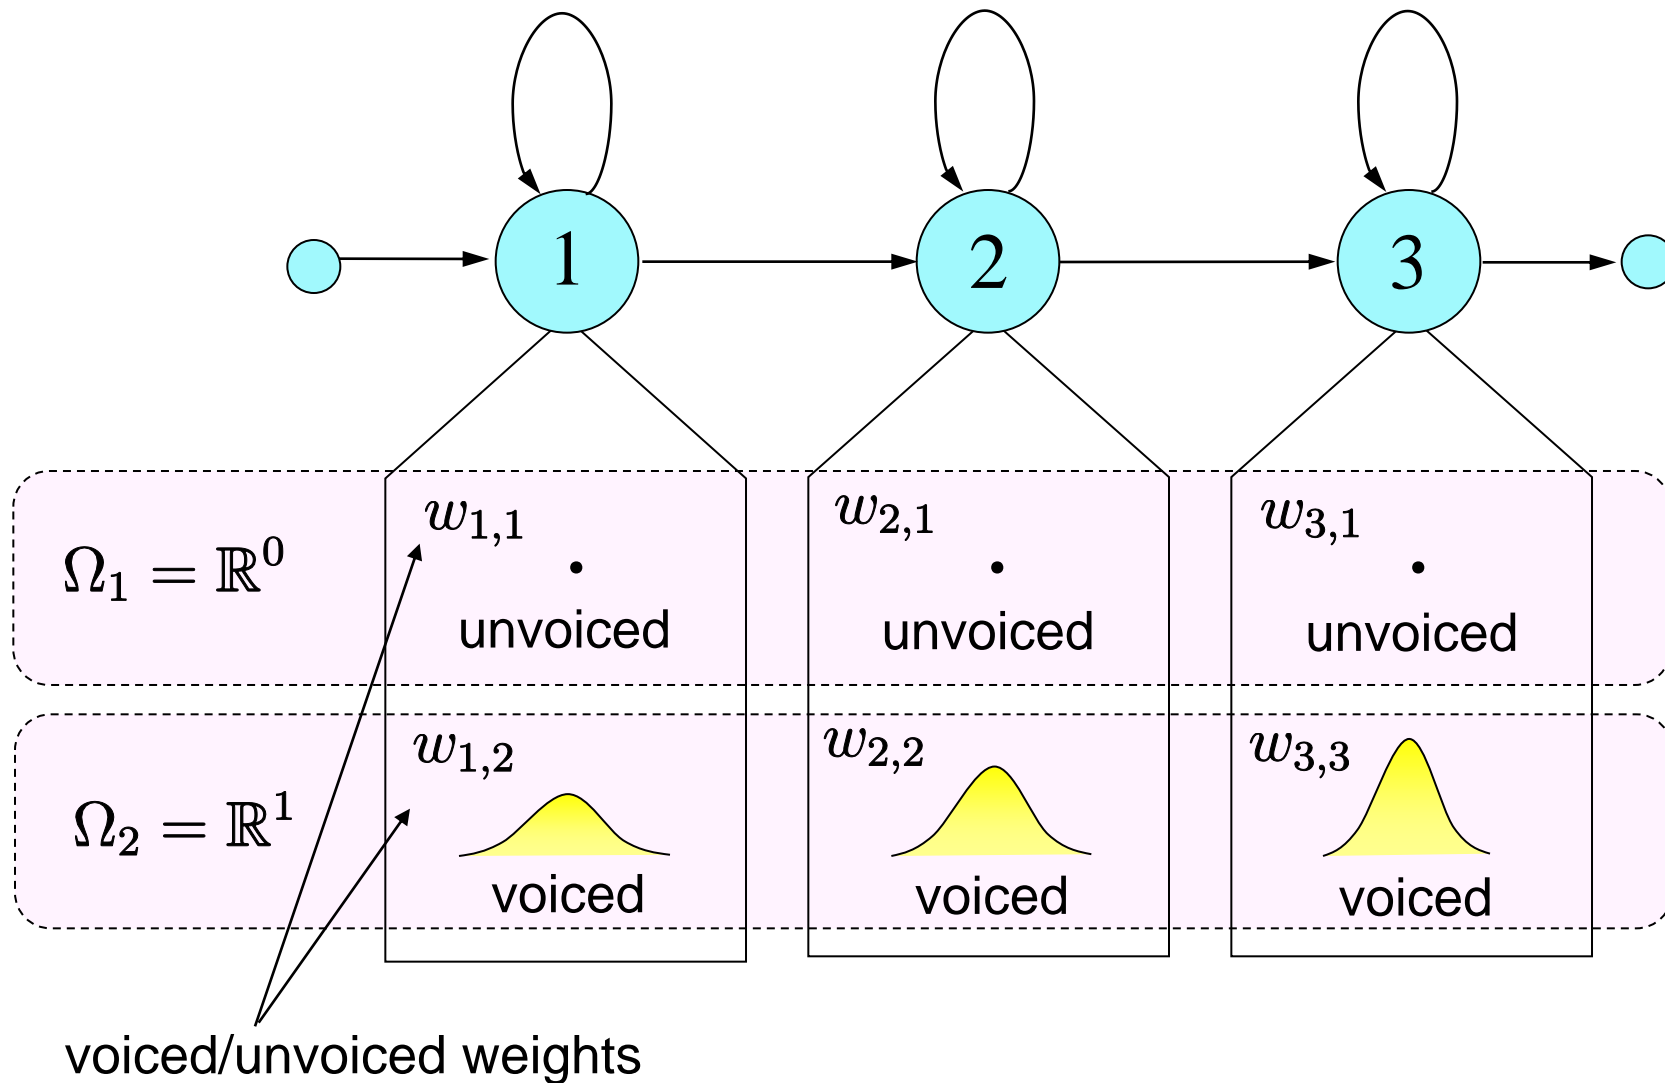 1
2
3
Ω₁ = ℝ⁰
w₁,₁
w₂,₁
w₃,₁
unvoiced
unvoiced
unvoiced
Ω₂ = ℝ¹
w₁,₂
w₂,₂
w₃,₃
voiced
voiced
voiced
voiced/unvoiced weights